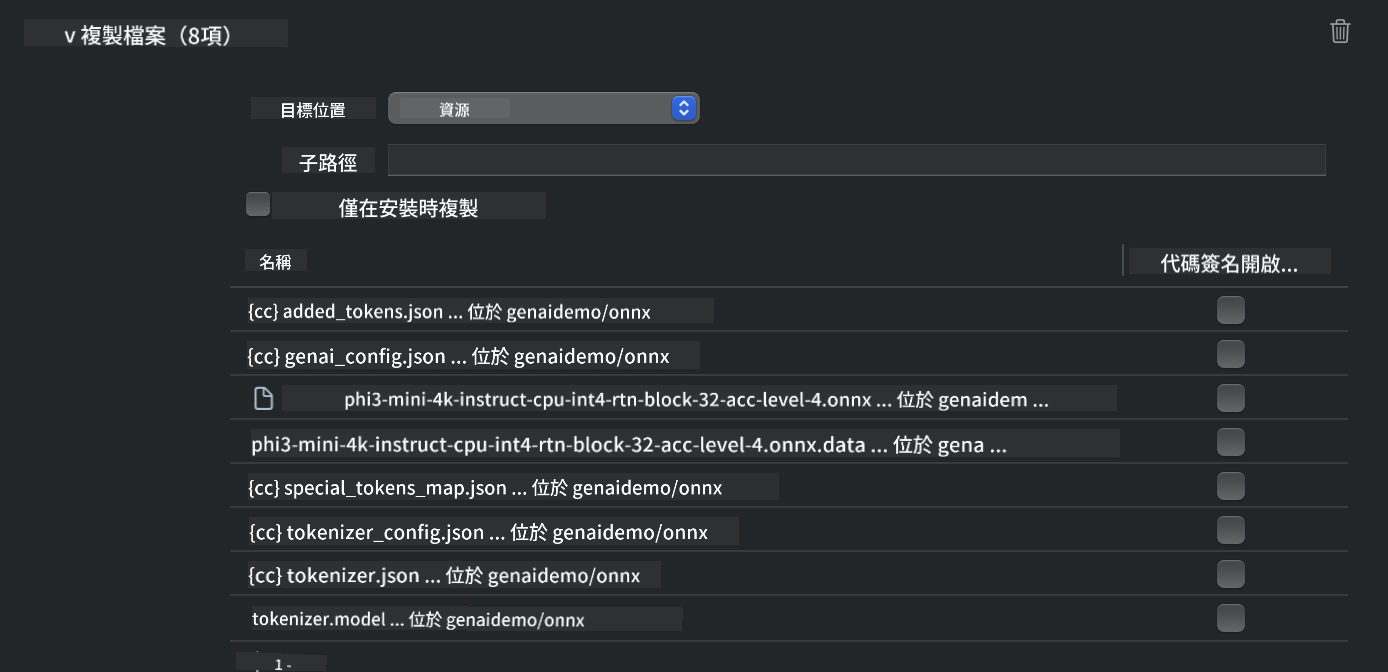 v 複製檔案（8項）
目標位置 資源
子路徑
僅在安裝時複製
名稱 代碼簽名開啟...
{cc} added_tokens.json ... 位於 genaidemo/onnx
{cc} genai_config.json ... 位於 genaidemo/onnx
phi3-mini-4k-instruct-cpu-int4-rtn-block-32-acc-level-4.onnx ... 位於 genaidem ...
phi3-mini-4k-instruct-cpu-int4-rtn-block-32-acc-level-4.onnx.data ... 位於 gena ...
{cc} special_tokens_map.json ... 位於 genaidemo/onnx
{cc} tokenizer_config.json ... 位於 genaidemo/onnx
{cc} tokenizer.json ... 位於 genaidemo/onnx
tokenizer.model ... 位於 genaidemo/onnx
1 -